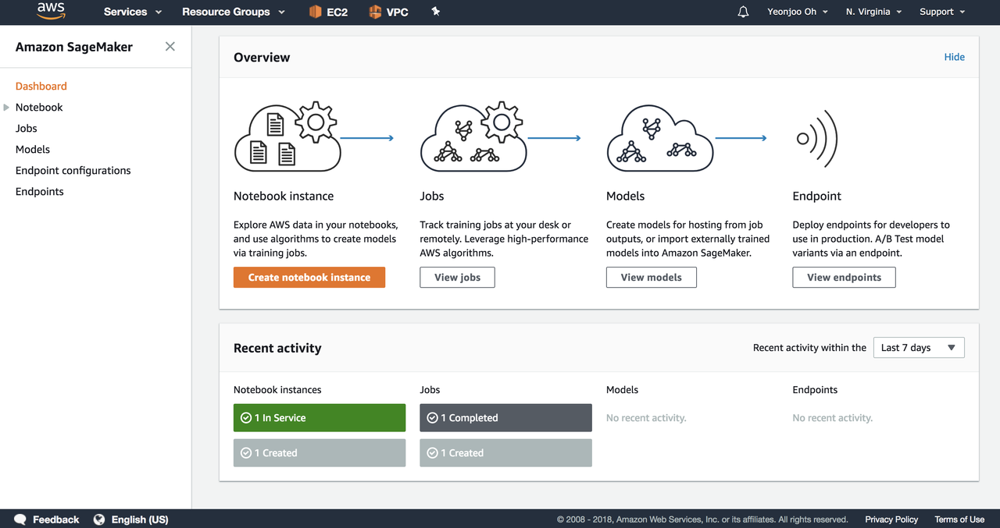 aws Services Resource Groups EC2 VPC Yeonjoo Oh N. Virginia Support
Amazon SageMaker
Dashboard
Notebook
Jobs
Models
Endpoint configurations
Endpoints
Overview Hide
Notebook instance
Explore AWS data in your notebooks,
and use algorithms to create models
via training jobs.
Create notebook instance
Jobs
Track training jobs at your desk or
remotely. Leverage high-performance
AWS algorithms.
View jobs
Models
Create models for hosting from job
outputs, or import externally trained
models into Amazon SageMaker.
View models
Endpoint
Deploy endpoints for developers to
use in production. A/B Test model
variants via an endpoint.
View endpoints
Recent activity Recent activity within the Last 7 days
Notebook instances
1 In Service
1 Created
Jobs
1 Completed
1 Created
Models
No recent activity.
Endpoints
No recent activity.
Feedback English (US) © 2008 - 2018, Amazon Web Services, Inc. or its affiliates. All rights reserved. Privacy Policy Terms of Use